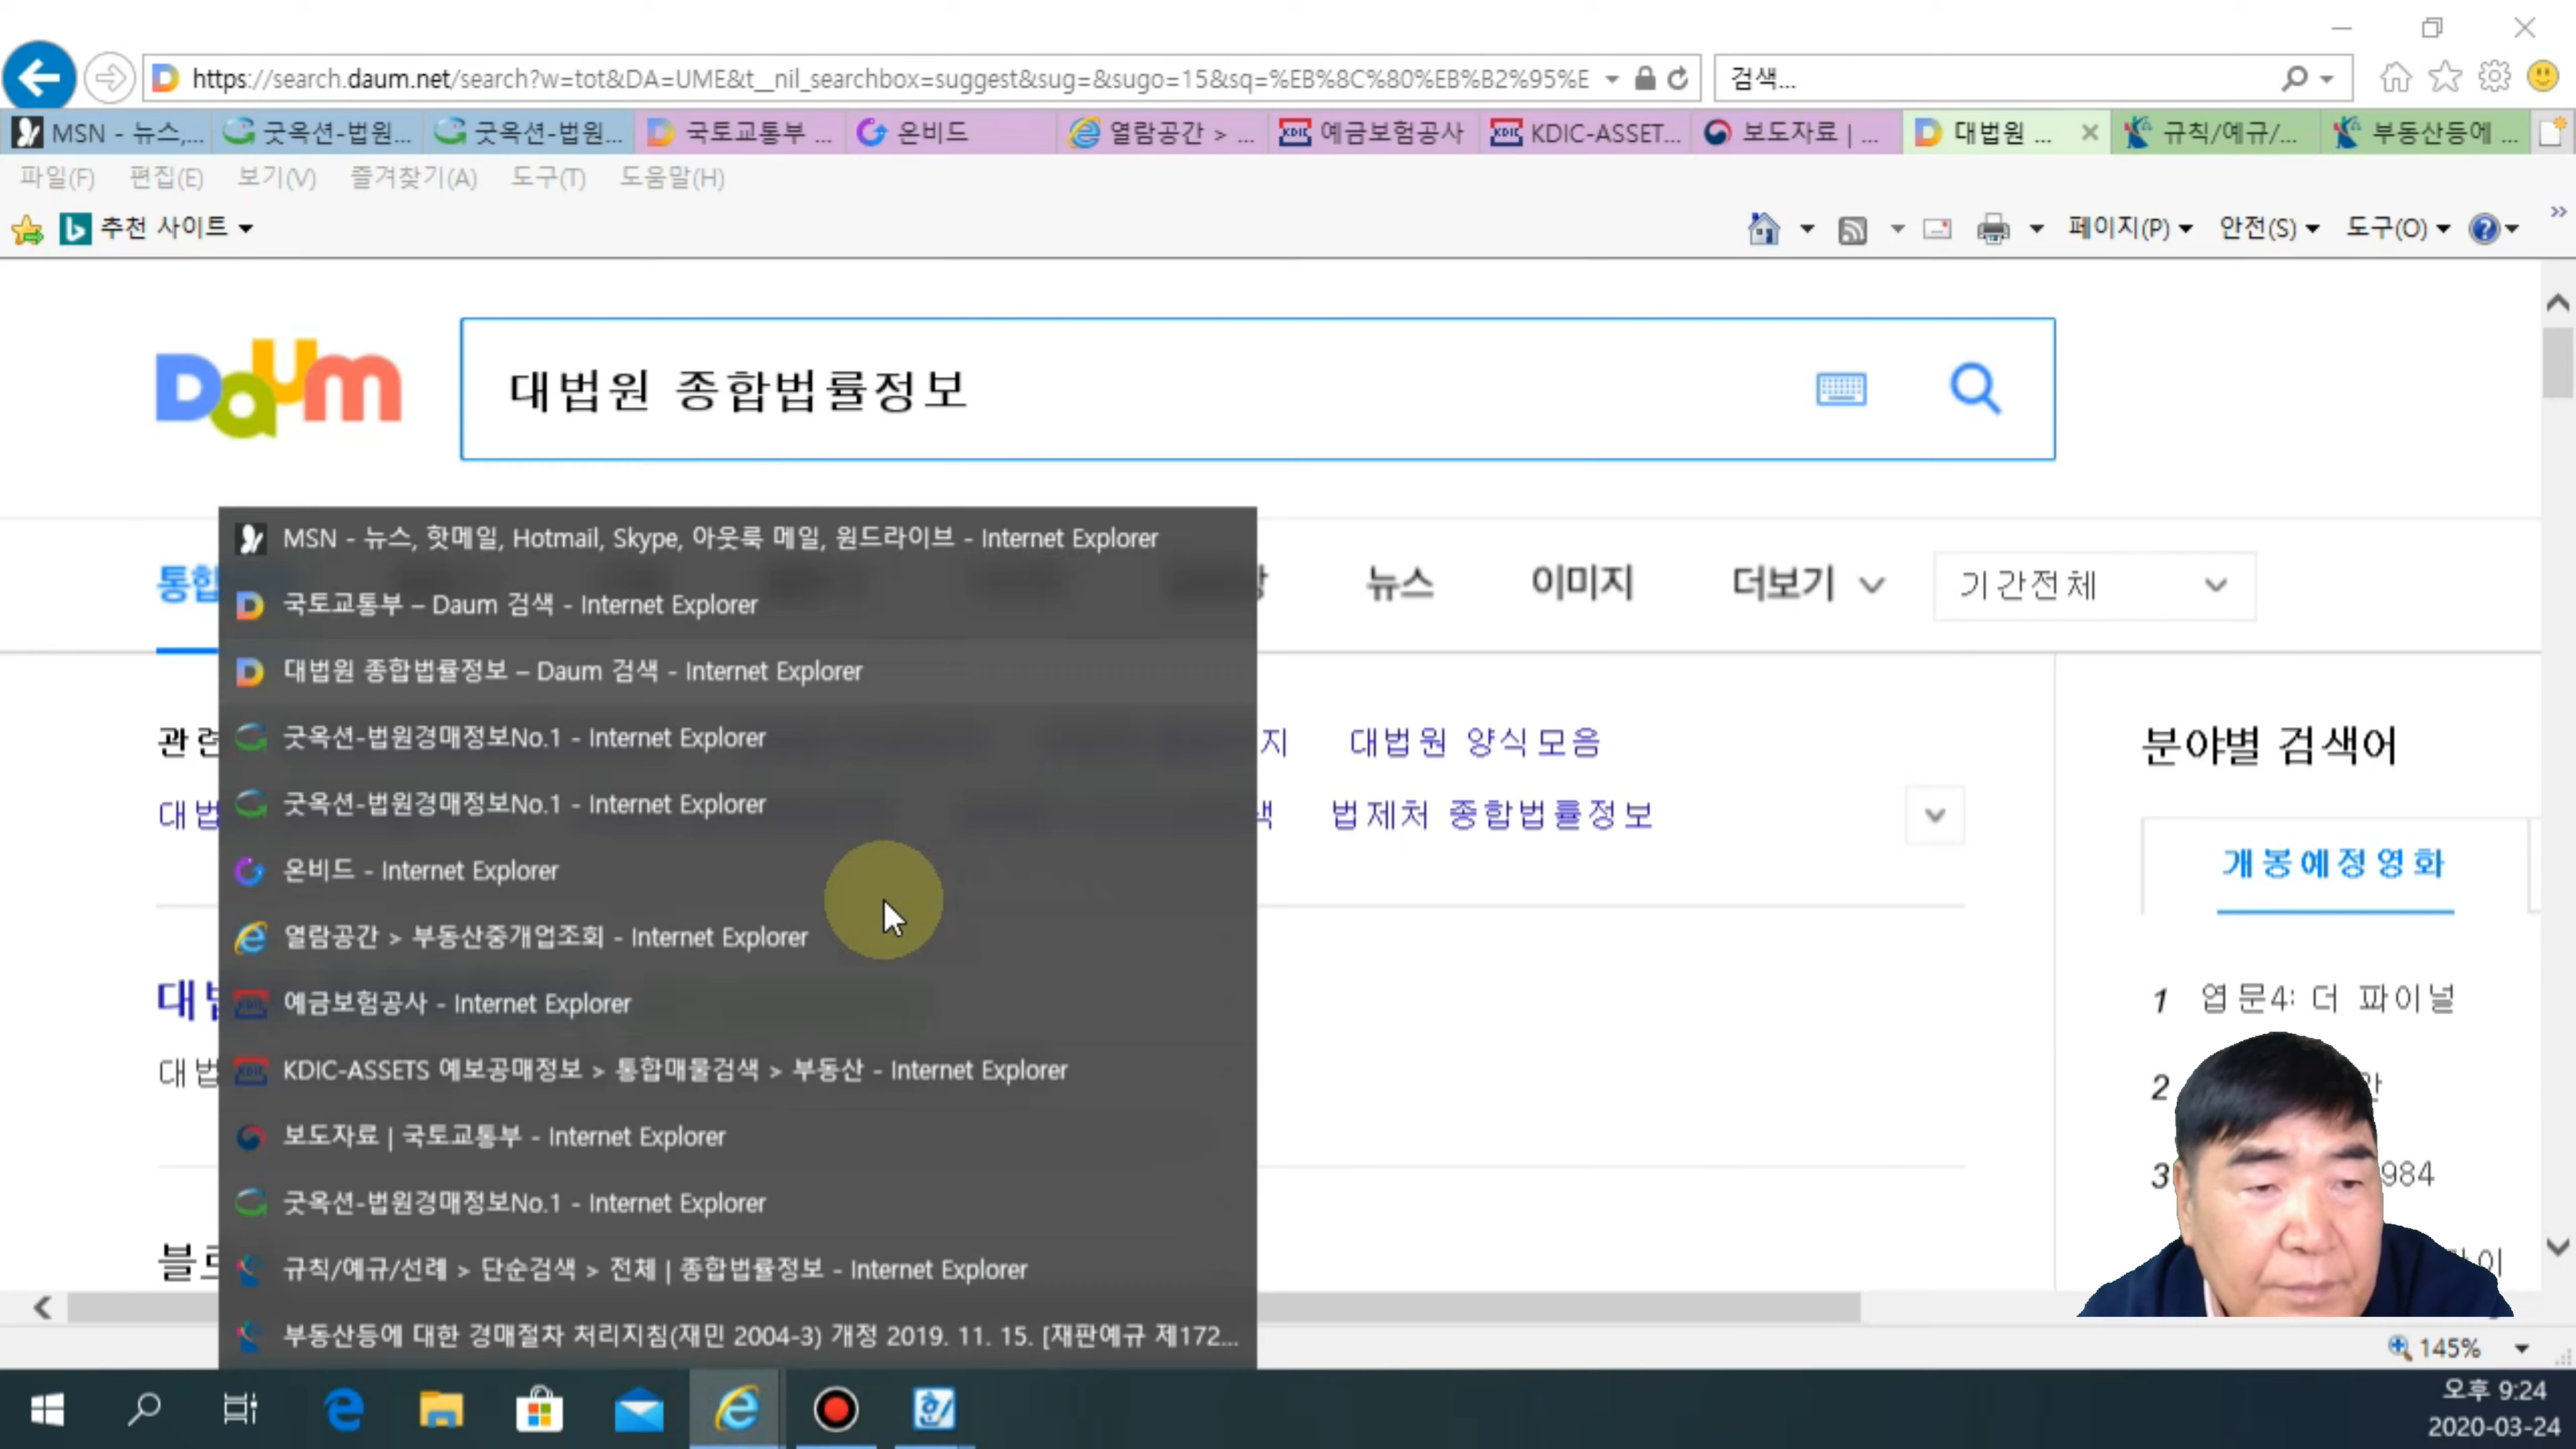 https://search.daum.net/search?w=tot&DA=UME&t__nil_searchbox=suggest&sug=&sugo=15&sq=%EB%8C%80%EB%B2%95%E
검색...
MSN - 뉴스,...
굿옥션-법원...
굿옥션-법원...
국토교통부 ...
온비드
열람공간 > ...
KDIC 예금보험공사
KDIC KDIC-ASSET...
보도자료 | ...
대법원 ...
규칙/예규/...
부동산등에 ...
파일(F) 편집(E) 보기(V) 즐겨찾기(A) 도구(T) 도움말(H)
추천 사이트
페이지(P) 안전(S) 도구(O)
Daum
대법원 종합법률정보
통합
뉴스 이미지 더보기 기간전체
MSN - 뉴스, 핫메일, Hotmail, Skype, 아웃룩 메일, 원드라이브 - Internet Explorer
국토교통부 – Daum 검색 - Internet Explorer
대법원 종합법률정보 – Daum 검색 - Internet Explorer
굿옥션-법원경매정보No.1 - Internet Explorer
굿옥션-법원경매정보No.1 - Internet Explorer
온비드 - Internet Explorer
열람공간 > 부동산중개업조회 - Internet Explorer
예금보험공사 - Internet Explorer
KDIC-ASSETS 예보공매정보 > 통합매물검색 > 부동산 - Internet Explorer
보도자료 | 국토교통부 - Internet Explorer
굿옥션-법원경매정보No.1 - Internet Explorer
규칙/예규/선례 > 단순검색 > 전체 | 종합법률정보 - Internet Explorer
부동산등에 대한 경매절차 처리지침(재민 2004-3) 개정 2019. 11. 15. [재판예규 제172...
관련
지 대법원 양식모음
대법
색 법제처 종합법률정보
대법
대법
분야별 검색어
개봉예정영화
1 엽문4: 더 파이널
2
3 984
145%
오후 9:24
2020-03-24